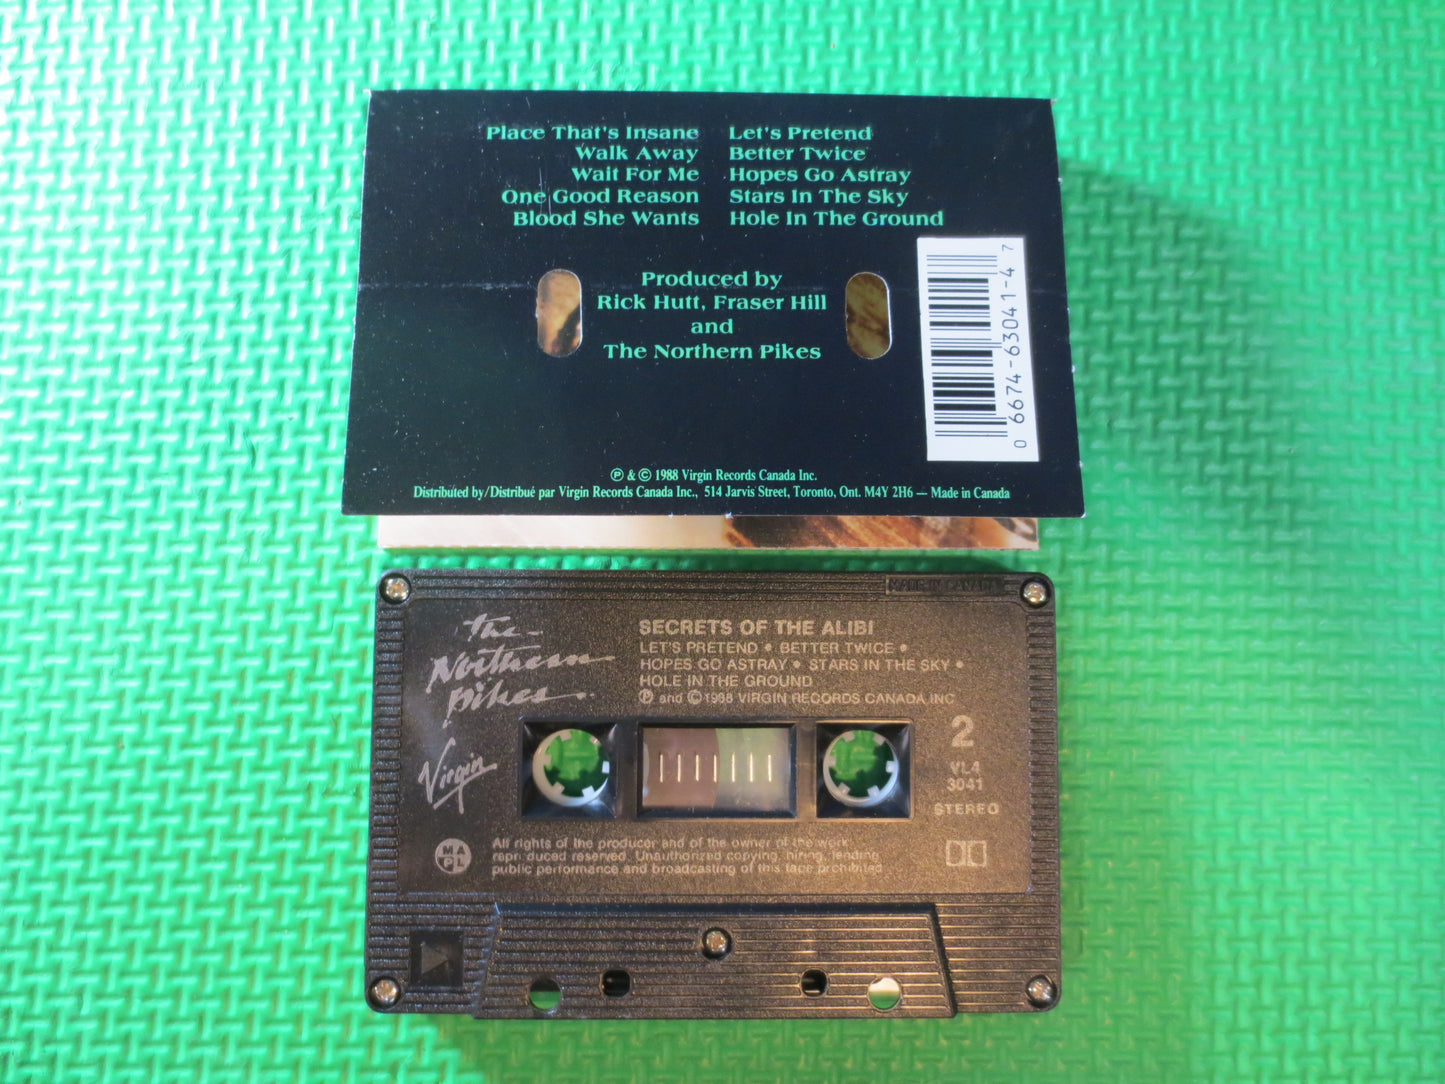 Place That's Insane
Walk Away
Wait For Me
One Good Reason
Blood She Wants
Let's Pretend
Better Twice
Hopes Go Astray
Stars In The Sky
Hole In The Ground
Produced by
Rick Hutt, Fraser Hill
and
The Northern Pikes
0 6674-63041-4 7
℗ & © 1988 Virgin Records Canada Inc.
Distributed by/Distribué par Virgin Records Canada Inc., 514 Jarvis Street, Toronto, Ont. M4Y 2H6 — Made in Canada
MADE IN CANADA
The
Northern
Pikes
Virgin
SECRETS OF THE ALIBI
LET'S PRETEND • BETTER TWICE •
HOPES GO ASTRAY • STARS IN THE SKY •
HOLE IN THE GROUND
℗ and © 1988 VIRGIN RECORDS CANADA INC
2
VL4
3041
STEREO
MAPL
All rights of the producer and of the owner of the work
reproduced reserved. Unauthorized copying, hiring, lending
public performance and broadcasting of this tape prohibited